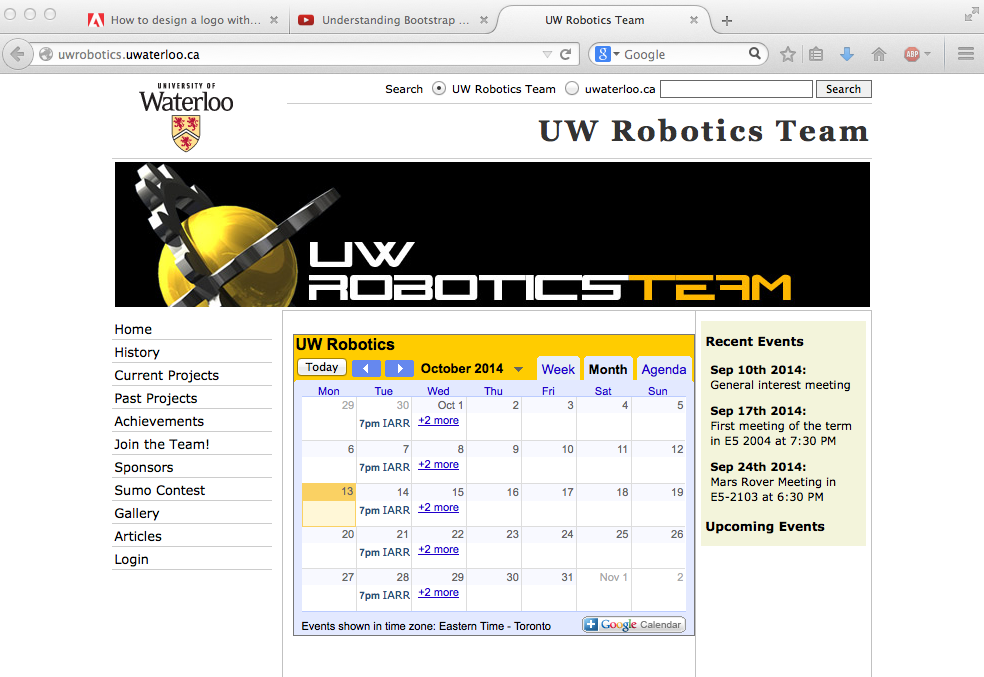 How to design a logo with...
Understanding Bootstrap ...
UW Robotics Team
uwrobotics.uwaterloo.ca
Google
ABP
UNIVERSITY OF
Waterloo
Search UW Robotics Team uwaterloo.ca Search
UW Robotics Team
UW
ROBOTICSTEAM
Home
History
Current Projects
Past Projects
Achievements
Join the Team!
Sponsors
Sumo Contest
Gallery
Articles
Login
UW Robotics
Today October 2014 Week Month Agenda
Mon Tue Wed Thu Fri Sat Sun
29 30 Oct 1 2 3 4 5
7pm IARR +2 more
6 7 8 9 10 11 12
7pm IARR +2 more
13 14 15 16 17 18 19
7pm IARR +2 more
20 21 22 23 24 25 26
7pm IARR +2 more
27 28 29 30 31 Nov 1 2
7pm IARR +2 more
Events shown in time zone: Eastern Time - Toronto
Google Calendar
Recent Events
Sep 10th 2014:
General interest meeting
Sep 17th 2014:
First meeting of the term
in E5 2004 at 7:30 PM
Sep 24th 2014:
Mars Rover Meeting in
E5-2103 at 6:30 PM
Upcoming Events